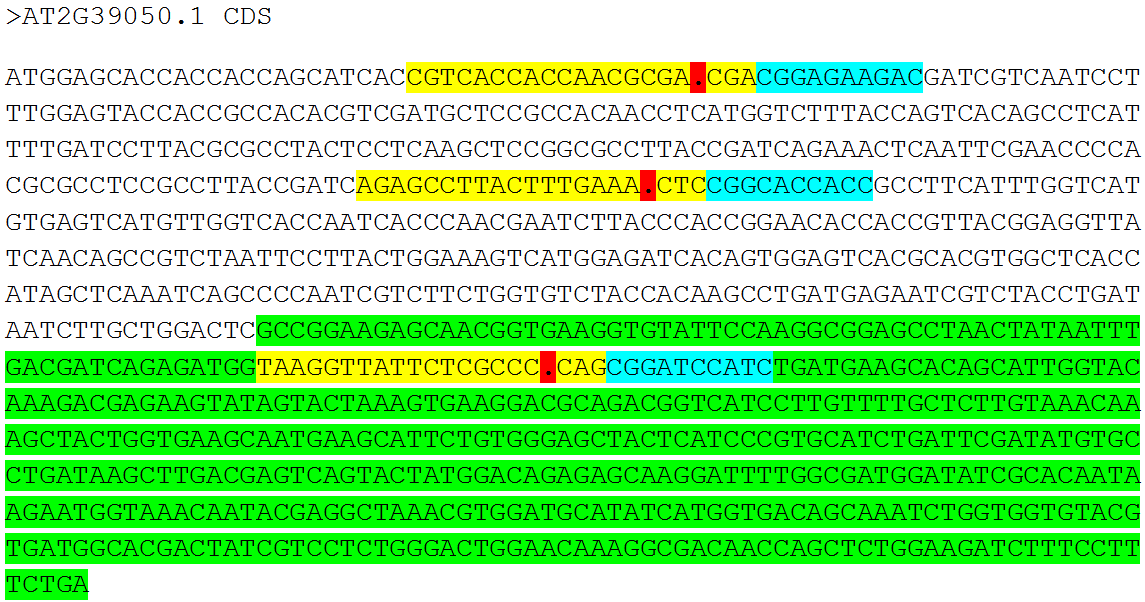 >AT2G39050.1 CDS
ATGGAGCACCACCACCAGCATCACCGTCACCACCAACGCGA.CGACGGAGAAGACGATCGTCAATCCT
TTGGAGTACCACCGCCACACGTCGATGCTCCGCCACAACCTCATGGTCTTTACCAGTCACAGCCTCAT
TTTGATCCTTACGCGCCTACTCCTCAAGCTCCGGCGCCTTACCGATCAGAAACTCAATTCGAACCCCA
CGCGCCTCCGCCTTACCGATCAGAGCCTTACTTTGAAA.CTCCGGCACCACCGCCTTCATTTGGTCAT
GTGAGTCATGTTGGTCACCAATCACCCAACGAATCTTACCCACCGGAACACCACCGTTACGGAGGTTA
TCAACAGCCGTCTAATTCCTTACTGGAAAGTCATGGAGATCACAGTGGAGTCACGCACGTGGCTCACC
ATAGCTCAAATCAGCCCCAATCGTCTTCTGGTGTCTACCACAAGCCTGATGAGAATCGTCTACCTGAT
AATCTTGCTGGACTCGCCGGAAGAGCAACGGTGAAGGTGTATTCCAAGGCGGAGCCTAACTATAATTT
GACGATCAGAGATGGTAAGGTTATTCTCGCCC.CAGCGGATCCATCTGATGAAGCACAGCATTGGTAC
AAAGACGAGAAGTATAGTACTAAAGTGAAGGACGCAGACGGTCATCCTTGTTTTGCTCTTGTAAACAA
AGCTACTGGTGAAGCAATGAAGCATTCTGTGGGAGCTACTCATCCCGTGCATCTGATTCGATATGTGC
CTGATAAGCTTGACGAGTCAGTACTATGGACAGAGAGCAAGGATTTTGGCGATGGATATCGCACAATA
AGAATGGTAAACAATACGAGGCTAAACGTGGATGCATATCATGGTGACAGCAAATCTGGTGGTGTACG
TGATGGCACGACTATCGTCCTCTGGGACTGGAACAAAGGCGACAACCAGCTCTGGAAGATCTTTCCTT
TCTGA